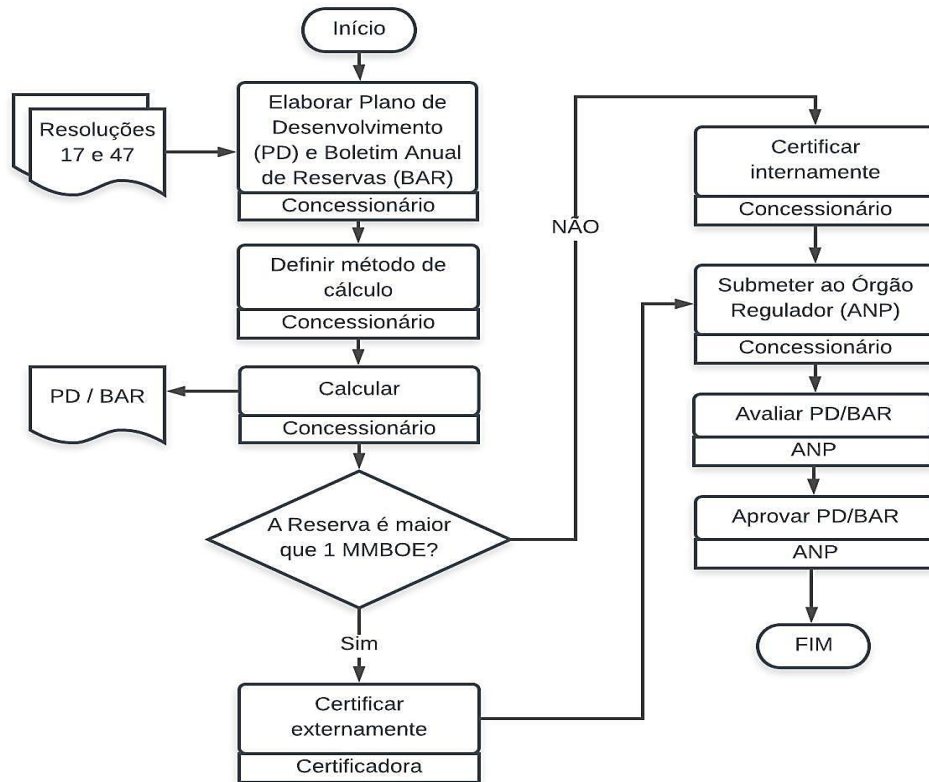 Início
Resoluções
17 e 47
Elaborar Plano de
Desenvolvimento
(PD) e Boletim Anual
de Reservas (BAR)
Concessionário
Definir método de
cálculo
Concessionário
PD / BAR
Calcular
Concessionário
A Reserva é maior
que 1 MMBOE?
Sim
Certificar
externamente
Certificadora
NÃO
Certificar
internamente
Concessionário
Submeter ao Órgão
Regulador (ANP)
Concessionário
Avaliar PD/BAR
ANP
Aprovar PD/BAR
ANP
FIM